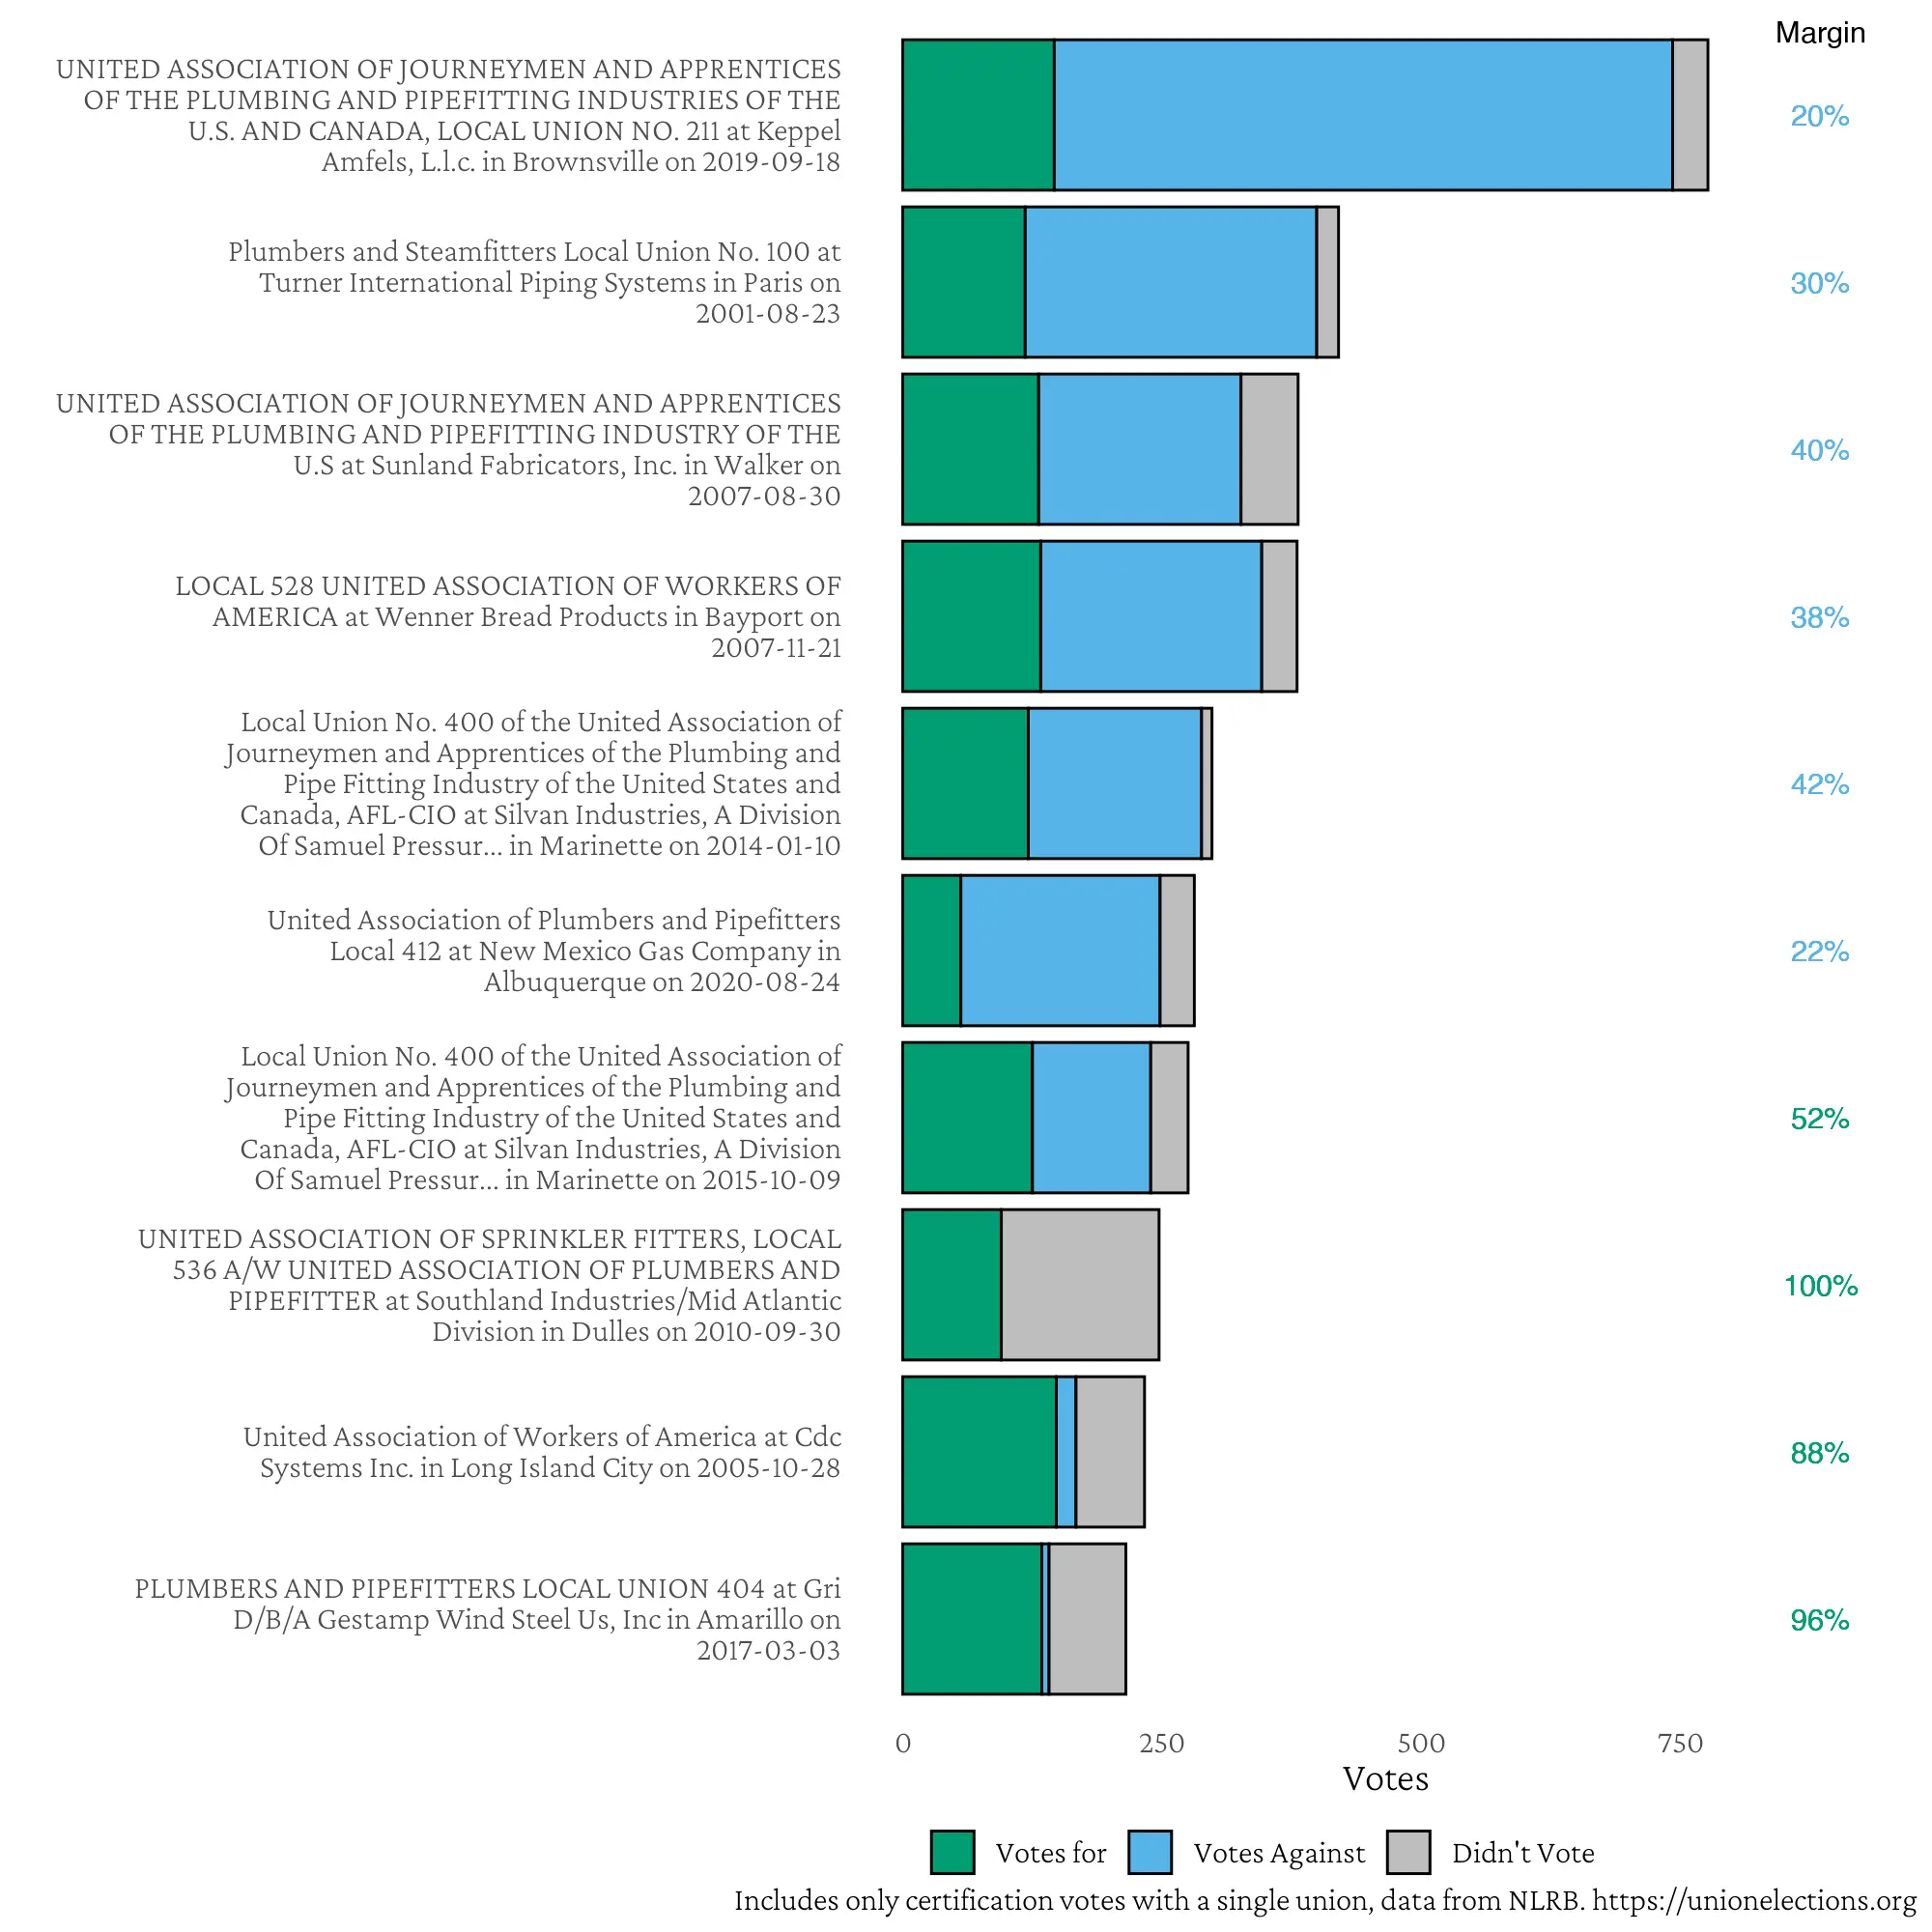 Margin
UNITED ASSOCIATION OF JOURNEYMEN AND APPRENTICES
OF THE PLUMBING AND PIPEFITTING INDUSTRIES OF THE
U.S. AND CANADA, LOCAL UNION NO. 211 at Keppel
Amfels, L.l.c. in Brownsville on 2019-09-18
20%
Plumbers and Steamfitters Local Union No. 100 at
Turner International Piping Systems in Paris on
2001-08-23
30%
UNITED ASSOCIATION OF JOURNEYMEN AND APPRENTICES
OF THE PLUMBING AND PIPEFITTING INDUSTRY OF THE
U.S at Sunland Fabricators, Inc. in Walker on
2007-08-30
40%
LOCAL 528 UNITED ASSOCIATION OF WORKERS OF
AMERICA at Wenner Bread Products in Bayport on
2007-11-21
38%
Local Union No. 400 of the United Association of
Journeymen and Apprentices of the Plumbing and
Pipe Fitting Industry of the United States and
Canada, AFL-CIO at Silvan Industries, A Division
Of Samuel Pressur... in Marinette on 2014-01-10
42%
United Association of Plumbers and Pipefitters
Local 412 at New Mexico Gas Company in
Albuquerque on 2020-08-24
22%
Local Union No. 400 of the United Association of
Journeymen and Apprentices of the Plumbing and
Pipe Fitting Industry of the United States and
Canada, AFL-CIO at Silvan Industries, A Division
Of Samuel Pressur... in Marinette on 2015-10-09
52%
UNITED ASSOCIATION OF SPRINKLER FITTERS, LOCAL
536 A/W UNITED ASSOCIATION OF PLUMBERS AND
PIPEFITTER at Southland Industries/Mid Atlantic
Division in Dulles on 2010-09-30
100%
United Association of Workers of America at Cdc
Systems Inc. in Long Island City on 2005-10-28
88%
PLUMBERS AND PIPEFITTERS LOCAL UNION 404 at Gri
D/B/A Gestamp Wind Steel Us, Inc in Amarillo on
2017-03-03
96%
0 250 500 750
Votes
Votes for Votes Against Didn't Vote
Includes only certification votes with a single union, data from NLRB. https://unionelections.org